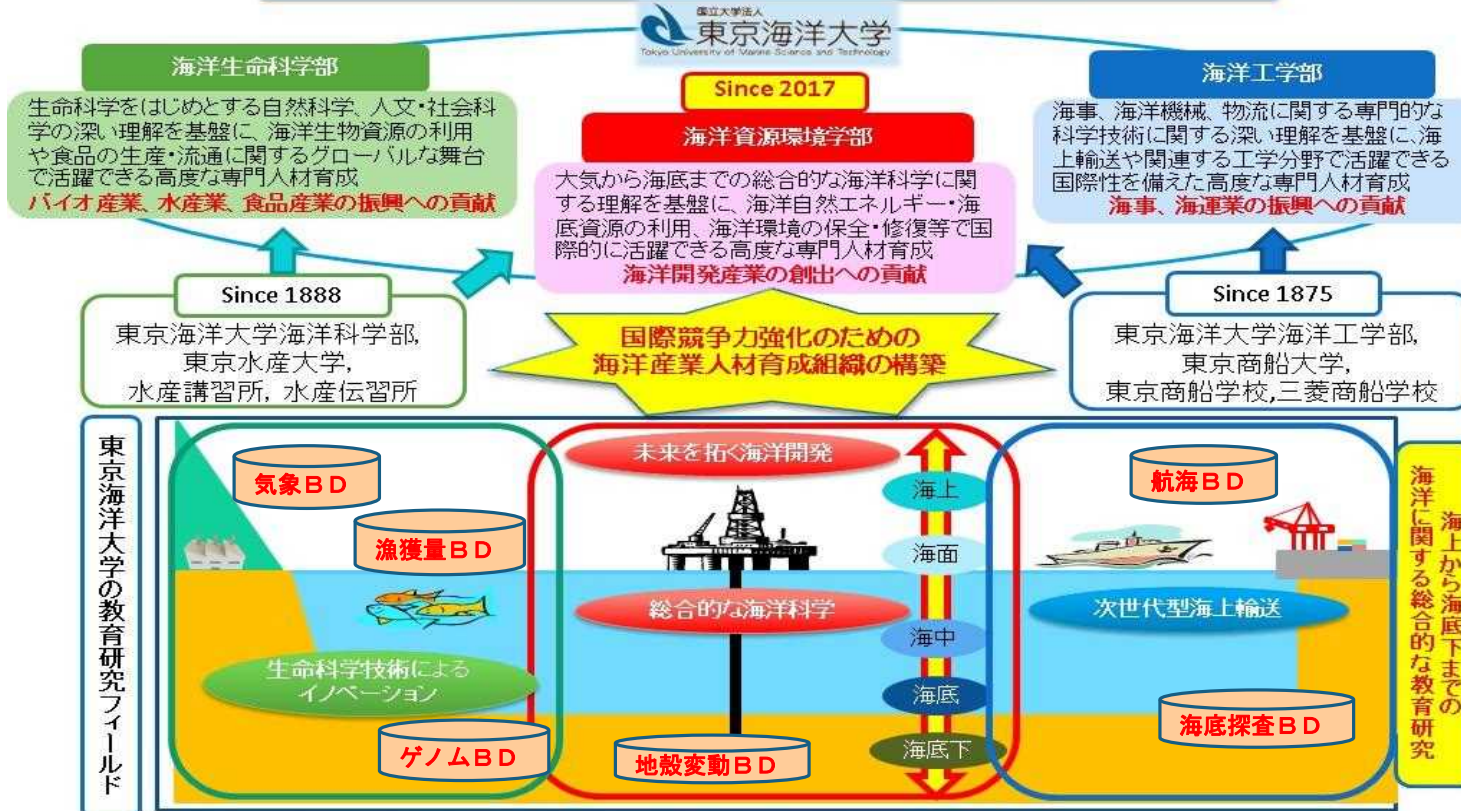 国立大学法人
東京海洋大学
Tokyo University of Marine Science and Technology
海洋生命科学部
生命科学をはじめとする自然科学、人文・社会科
学の深い理解を基盤に、海洋生物資源の利用
や食品の生産・流通に関するグローバルな舞台
で活躍できる高度な専門人材育成
バイオ産業、水産業、食品産業の振興への貢献
Since 2017
海洋資源環境学部
大気から海底までの総合的な海洋科学に関
する理解を基盤に、海洋自然エネルギー・海
底資源の利用、海洋環境の保全・修復等で国
際的に活躍できる高度な専門人材育成
海洋開発産業の創出への貢献
海洋工学部
海事、海洋機械、物流に関する専門的な
科学技術に関する深い理解を基盤に、海
上輸送や関連する工学分野で活躍できる
国際性を備えた高度な専門人材育成
海事、海運業の振興への貢献
Since 1888
東京海洋大学海洋科学部,
東京水産大学,
水産講習所, 水産伝習所
国際競争力強化のための
海洋産業人材育成組織の構築
Since 1875
東京海洋大学海洋工学部,
東京商船大学,
東京商船学校,三菱商船学校
東京海洋大学の教育研究フィールド
気象BD
漁獲量BD
生命科学技術による
イノベーション
ゲノムBD
未来を拓く海洋開発
総合的な海洋科学
地殻変動BD
海上
海面
海中
海底
海底下
航海BD
次世代型海上輸送
海底探査BD
海上から海底下までの
海洋に関する総合的な教育研究